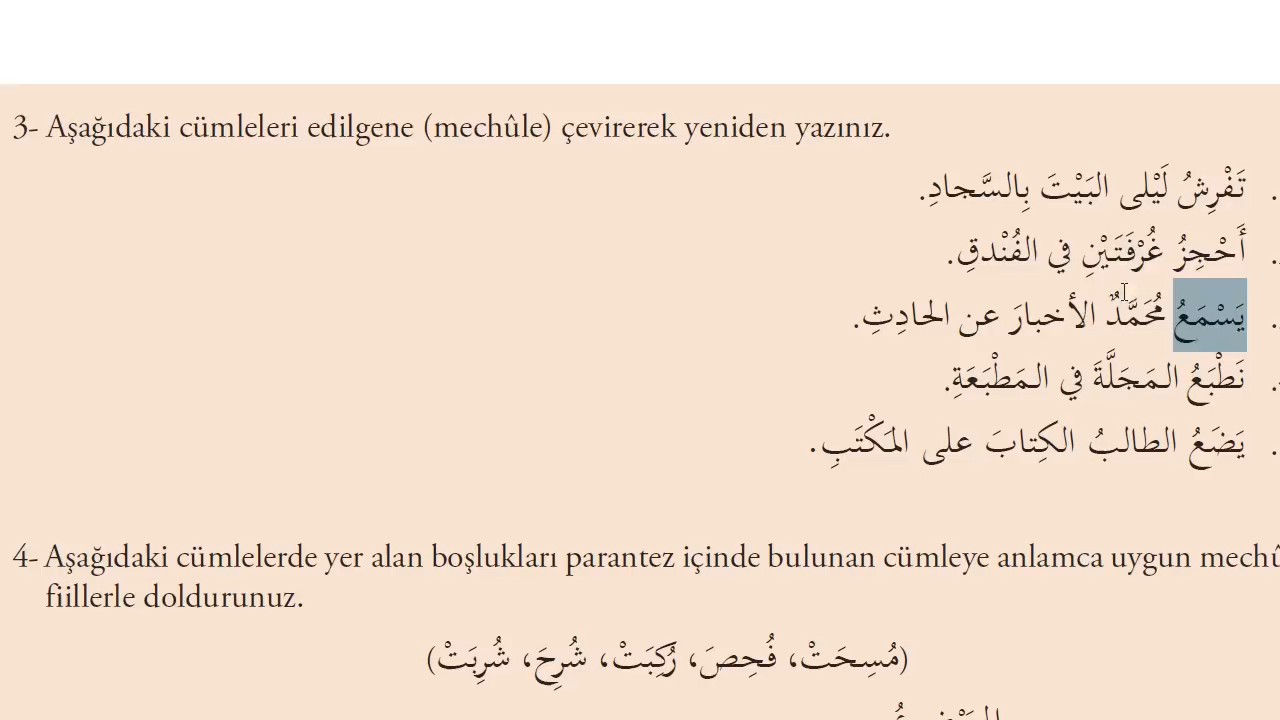 3- Aşağıdaki cümleleri edilgene (mechûle) çevirerek yeniden yazınız.
. تَفْرِشُ لَيْلى البَيْتَ بِالسَّجادِ.
. أَحْجِزُ غُرْفَتَيْنِ في الفُنْدقِ.
. يَسْمَعُ مُحَمَّدٌ الأخبارَ عن الحادِثِ.
. نَطْبَعُ المَجَلَّةَ في المَطْبَعَةِ.
. يَضَعُ الطالبُ الكِتابَ على المَكْتَبِ.
4- Aşağıdaki cümlelerde yer alan boşlukları parantez içinde bulunan cümleye anlamca uygun mechû
fiillerle doldurunuz.
(مُسِحَتْ، فُحِصَ، رُكِبَتْ، شُرِحَ، شُرِبَتْ)